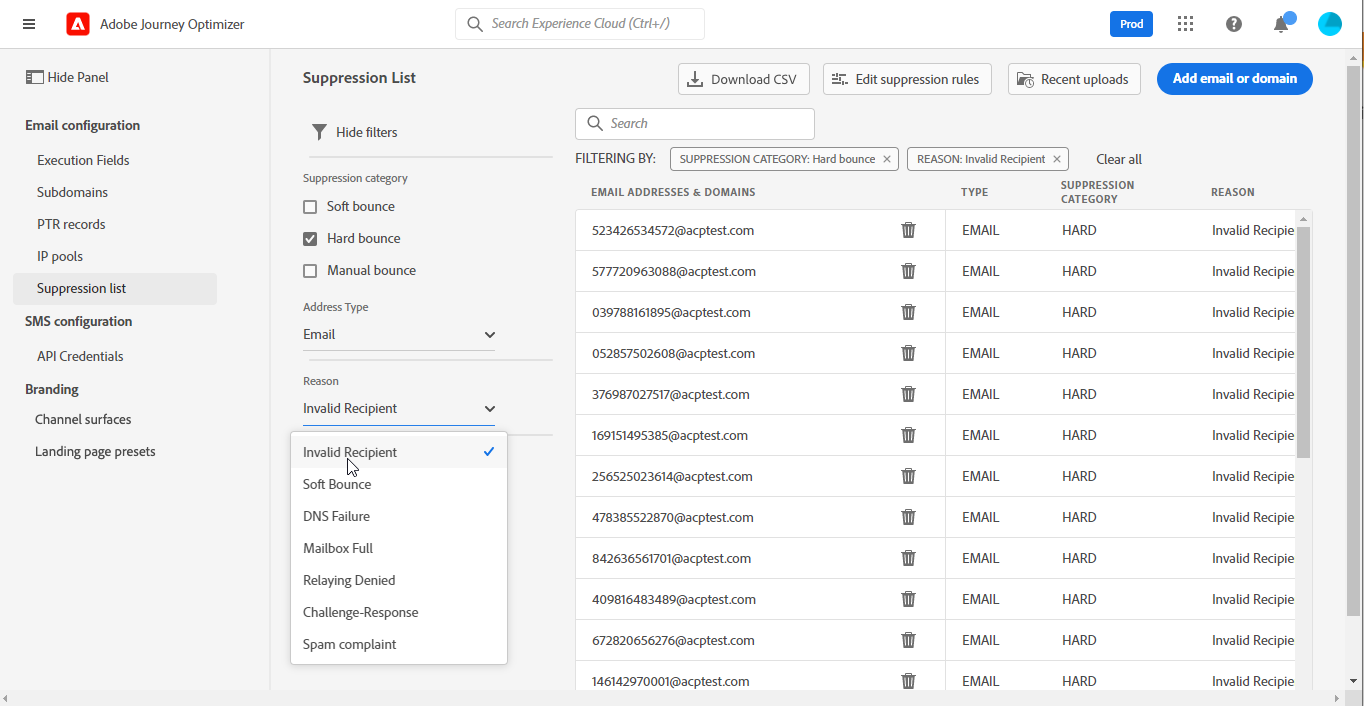 Adobe Journey Optimizer
Search Experience Cloud (Ctrl+/)
Prod
Hide Panel
Email configuration
Execution Fields
Subdomains
PTR records
IP pools
Suppression list
SMS configuration
API Credentials
Branding
Channel surfaces
Landing page presets
Suppression List
Download CSV
Edit suppression rules
Recent uploads
Add email or domain
Hide filters
Suppression category
Soft bounce
Hard bounce
Manual bounce
Address Type
Email
Reason
Invalid Recipient
Invalid Recipient
Soft Bounce
DNS Failure
Mailbox Full
Relaying Denied
Challenge-Response
Spam complaint
Search
FILTERING BY: SUPPRESSION CATEGORY: Hard bounce REASON: Invalid Recipient Clear all
EMAIL ADDRESSES & DOMAINS TYPE SUPPRESSION CATEGORY REASON
523426534572@acptest.com EMAIL HARD Invalid Recipie
577720963088@acptest.com EMAIL HARD Invalid Recipie
039788161895@acptest.com EMAIL HARD Invalid Recipie
052857502608@acptest.com EMAIL HARD Invalid Recipie
376987027517@acptest.com EMAIL HARD Invalid Recipie
169151495385@acptest.com EMAIL HARD Invalid Recipie
256525023614@acptest.com EMAIL HARD Invalid Recipie
478385522870@acptest.com EMAIL HARD Invalid Recipie
842636561701@acptest.com EMAIL HARD Invalid Recipie
409816483489@acptest.com EMAIL HARD Invalid Recipie
672820656276@acptest.com EMAIL HARD Invalid Recipie
146142970001@acptest.com EMAIL HARD Invalid Recipie